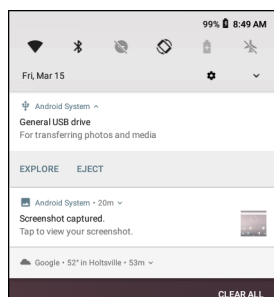 99% 8:49 AM
Fri, Mar 15
Android System
General USB drive
For transferring photos and media
EXPLORE EJECT
Android System • 20m
Screenshot captured.
Tap to view your screenshot.
Google • 52° in Holtsville • 53m
CLEAR ALL